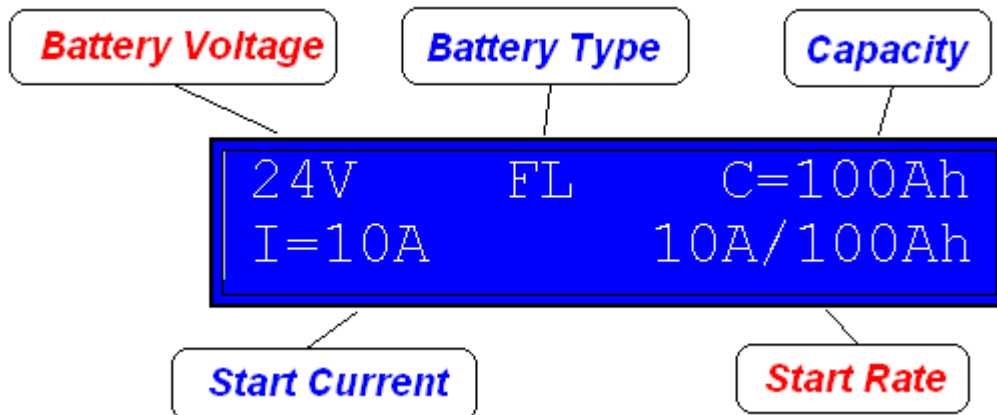 Battery Voltage Battery Type Capacity
24V FL C=100Ah
I=10A 10A/100Ah
Start Current Start Rate